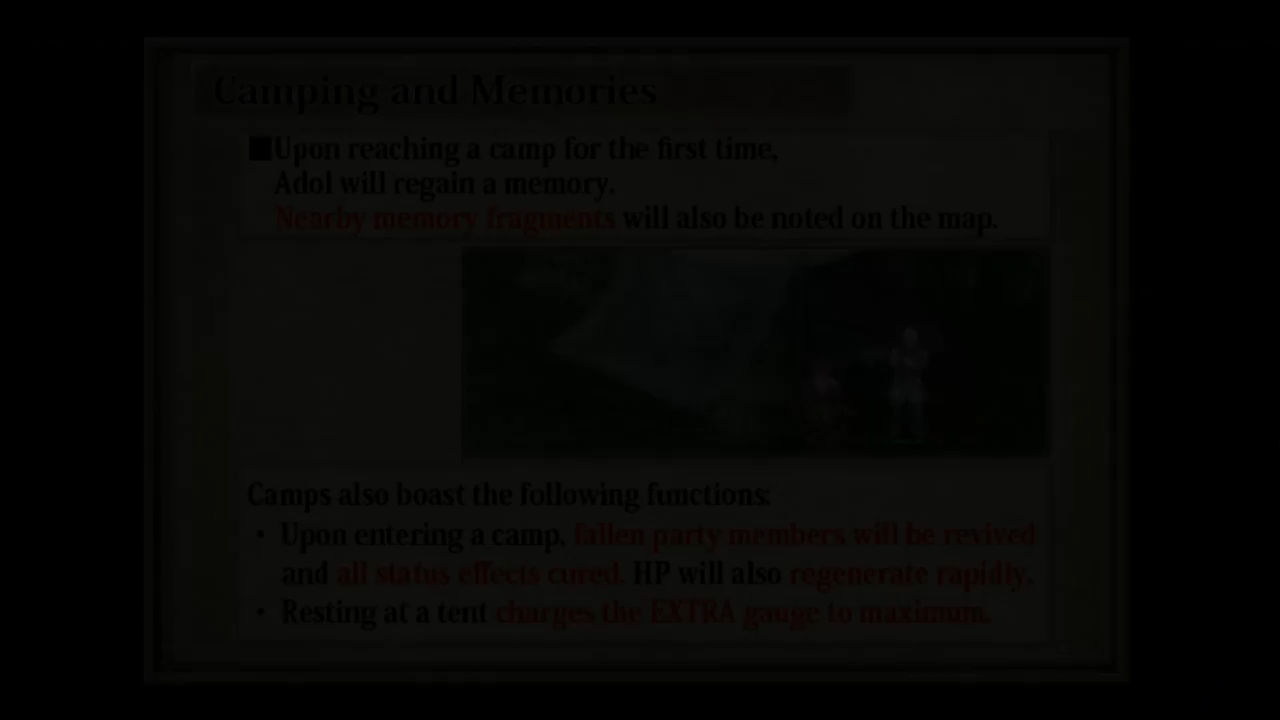 Camping and Memories
■Upon reaching a camp for the first time,
Adol will regain a memory.
Nearby memory fragments will also be noted on the map.
Camps also boast the following functions:
・ Upon entering a camp, fallen party members will be revived
and all status effects cured. HP will also regenerate rapidly.
・ Resting at a tent charges the EXTRA gauge to maximum.